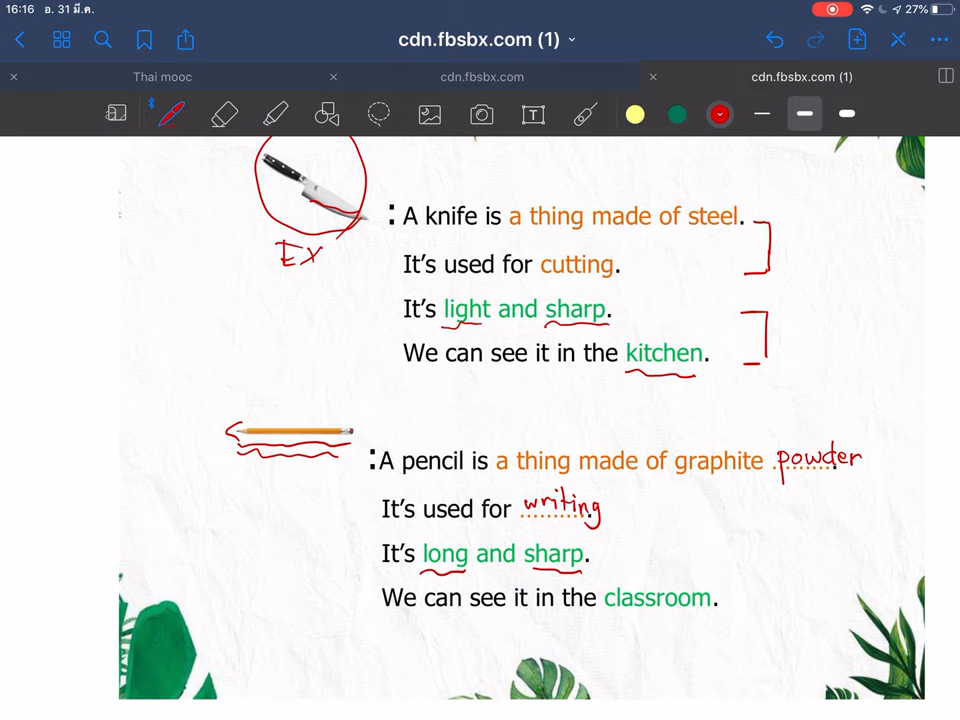 16:16 อ. 31 มี.ค. 27%
cdn.fbsbx.com (1)
Thai mooc
cdn.fbsbx.com
cdn.fbsbx.com (1)
T
: A knife is a thing made of steel.
Ex
It's used for cutting.
It's light and sharp.
We can see it in the kitchen.
:A pencil is a thing made of graphite powder.
It's used for writing.
It's long and sharp.
We can see it in the classroom.